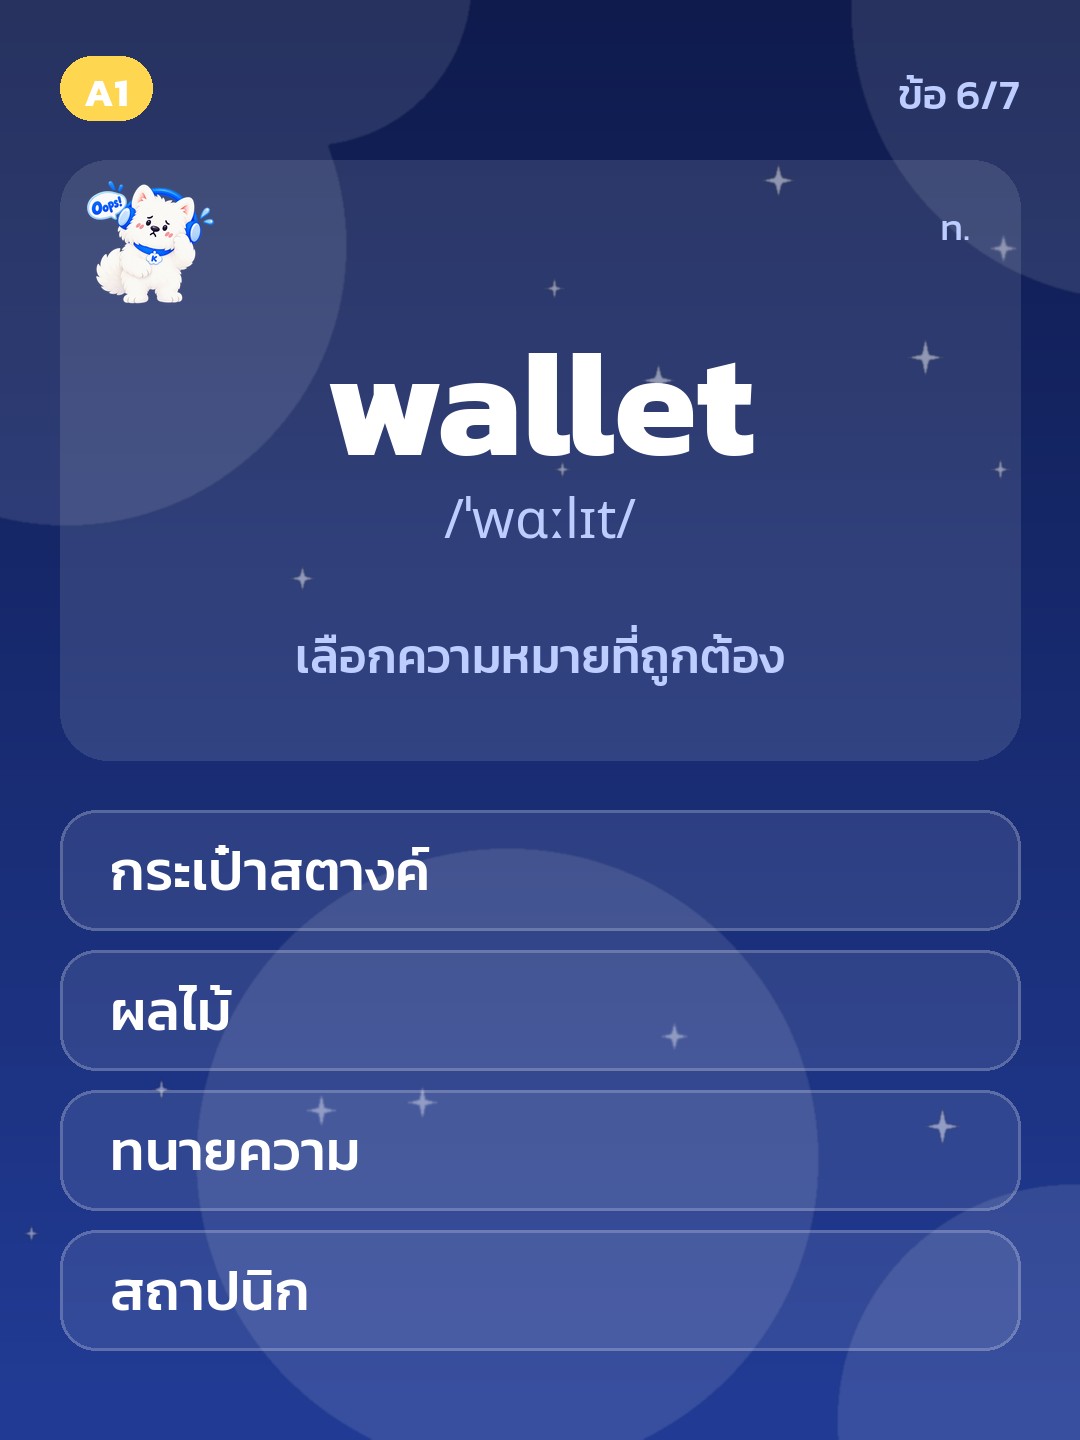 A1
ข้อ 6/7
Oops!
n.
K
wallet
/ˈwɑːlɪt/
เลือกความหมายที่ถูกต้อง
กระเป๋าสตางค์
ผลไม้
ทนายความ
สถาปนิก